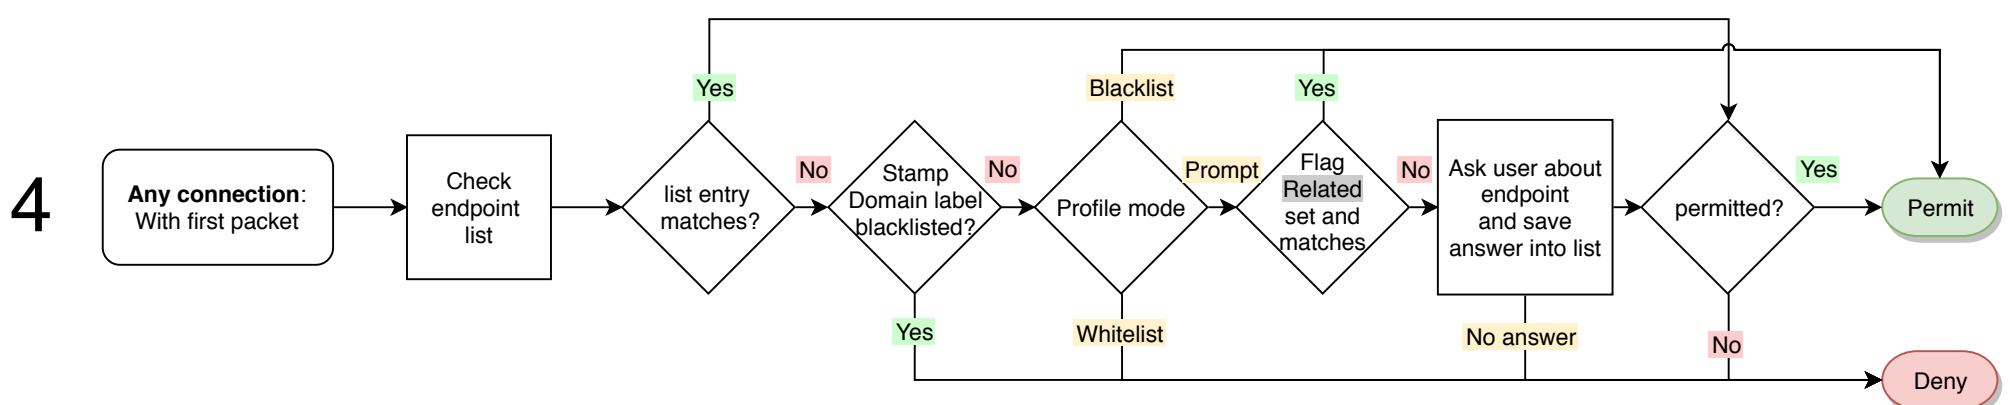 4
Any connection:
With first packet
Check
endpoint
list
Yes
list entry
matches?
No
Stamp
Domain label
blacklisted?
Yes
No
Blacklist
Profile mode
Whitelist
Prompt
Yes
Flag
Related
set and
matches
No
Ask user about
endpoint
and save
answer into list
No answer
permitted?
Yes
No
Permit
Deny